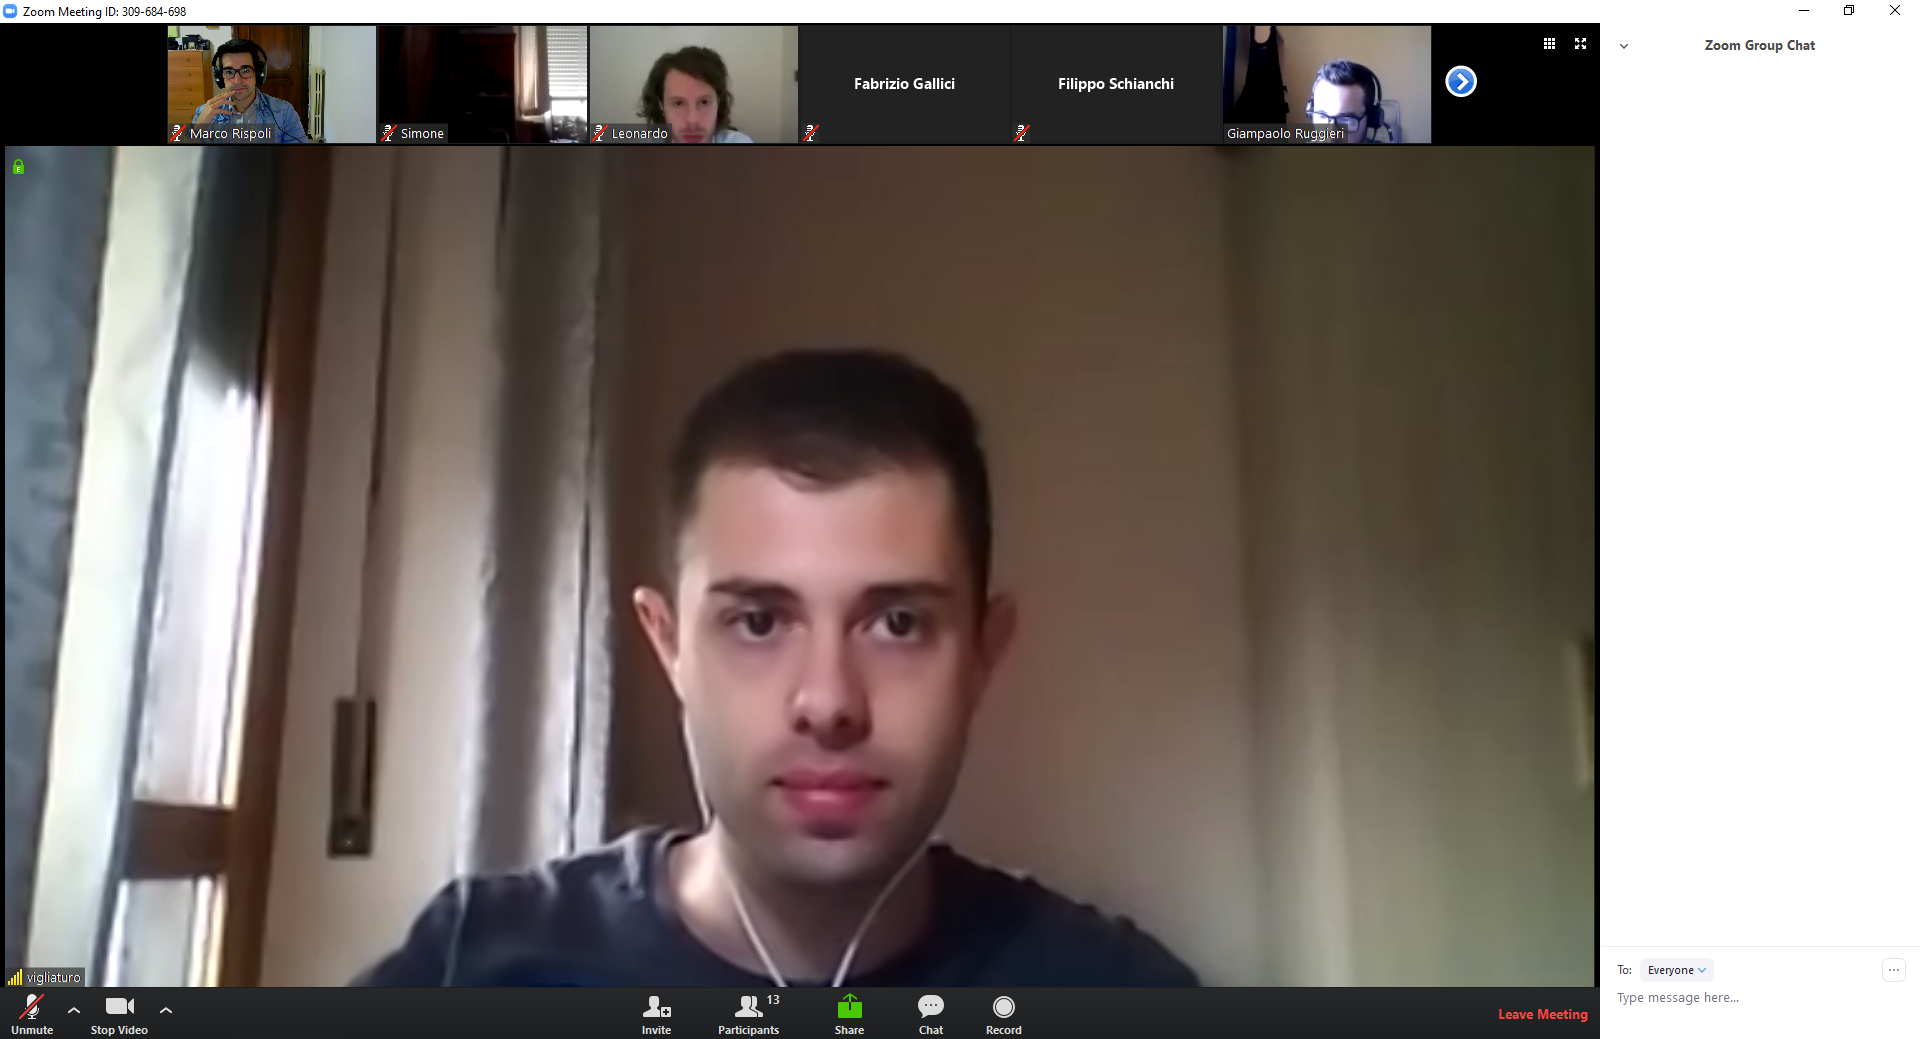 Zoom Meeting ID: 309-684-698
Zoom Group Chat
Marco Rispoli
Simone
Leonardo
Fabrizio Gallici
Filippo Schianchi
Giampaolo Ruggieri
E
vigliaturo
To: Everyone
Type message here...
Unmute
Stop Video
Invite
13
Participants
Share
Chat
Record
Leave Meeting